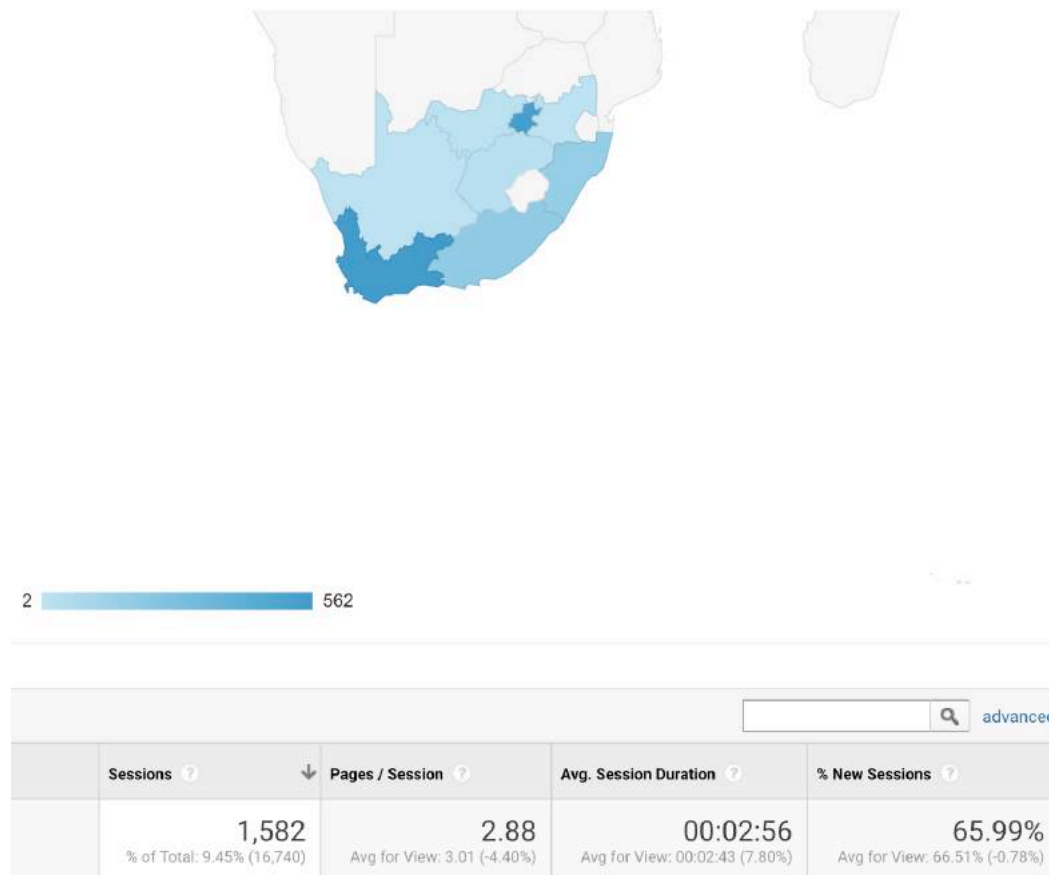 2 562
advanced
Sessions ? Pages / Session ? Avg. Session Duration ? % New Sessions ?
1,582 2.88 00:02:56 65.99%
% of Total: 9.45% (16,740) Avg for View: 3.01 (-4.40%) Avg for View: 00:02:43 (7.80%) Avg for View: 66.51% (-0.78%)